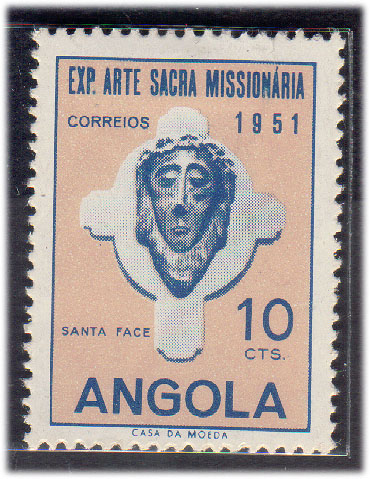 EXP. ARTE SACRA MISSIONÁRIA
CORREIOS 1951
SANTA FACE
10
CTS.
ANGOLA
CASA DA MOEDA